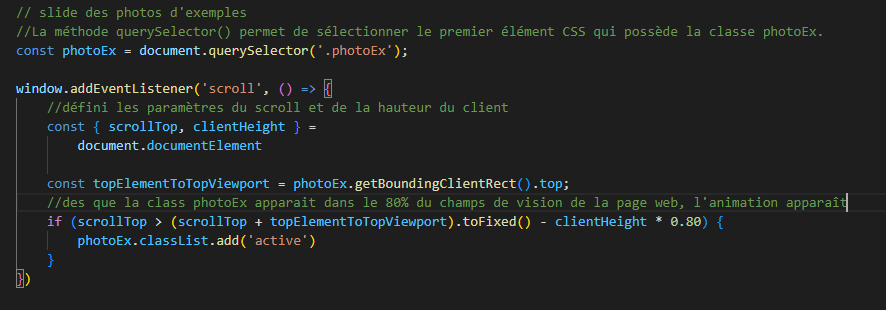 // slide des photos d'exemples
//La méthode querySelector() permet de sélectionner le premier élément CSS qui possède la classe photoEx.
const photoEx = document.querySelector('.photoEx');
window.addEventListener('scroll', () => {
//défini les paramètres du scroll et de la hauteur du client
const { scrollTop, clientHeight } =
document.documentElement
const topElementToTopViewport = photoEx.getBoundingClientRect().top;
//des que la class photoEx apparait dans le 80% du champs de vision de la page web, l'animation apparaît
if (scrollTop > (scrollTop + topElementToTopViewport).toFixed() - clientHeight * 0.80) {
photoEx.classList.add('active')
}
})